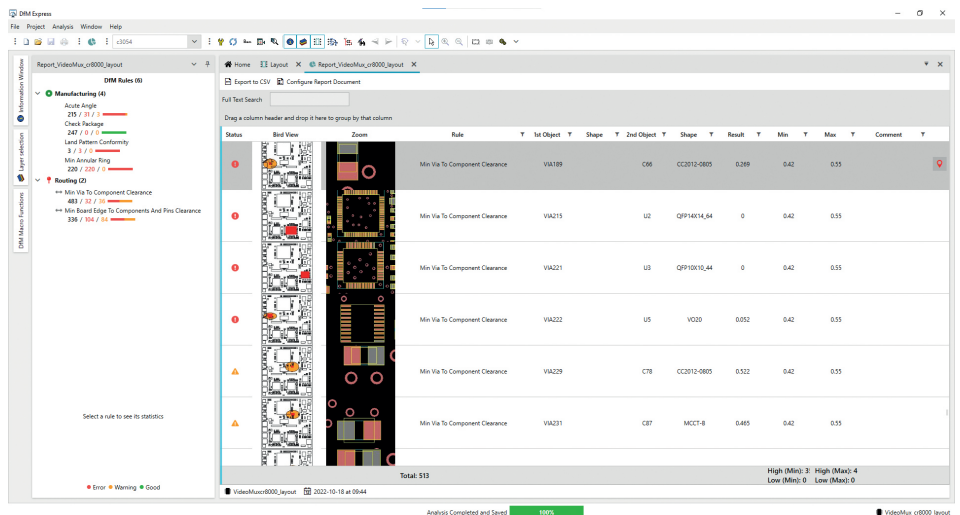 DfM Express
File Project Analysis Window Help
c3054
Information Window
Layer selection
DfM Macro Functions
Report_VideoMux_cr8000_layout
DfM Rules (6)
Manufacturing (4)
Acute Angle
215 / 31 / 3
Check Package
247 / 0 / 0
Land Pattern Conformity
3 / 3 / 0
Min Annular Ring
220 / 220 / 0
Routing (2)
Min Via To Component Clearance
483 / 32 / 36
Min Board Edge To Components And Pins Clearance
336 / 104 / 84
Select a rule to see its statistics
Error Warning Good
Home Layout Report_VideoMux_cr8000_layout
Export to CSV Configure Report Document
Full Text Search
Drag a column header and drop it here to group by that column
Status Bird View Zoom Rule 1st Object Shape 2nd Object Shape Result Min Max Comment
Min Via To Component Clearance VIA189 C66 CC2012-0805 0.269 0.42 0.55
Min Via To Component Clearance VIA215 U2 QFP14X14_64 0 0.42 0.55
Min Via To Component Clearance VIA221 U3 QFP10X10_44 0 0.42 0.55
Min Via To Component Clearance VIA222 U5 VO20 0.052 0.42 0.55
Min Via To Component Clearance VIA229 C78 CC2012-0805 0.522 0.42 0.55
Min Via To Component Clearance VIA231 C87 MCCT-B 0.465 0.42 0.55
Total: 513
High (Min): 3 High (Max): 4
Low (Min): 0 Low (Max): 0
VideoMuxcr8000_layout 2022-10-18 at 09:44
Analysis Completed and Saved 100% VideoMux_cr8000_layout